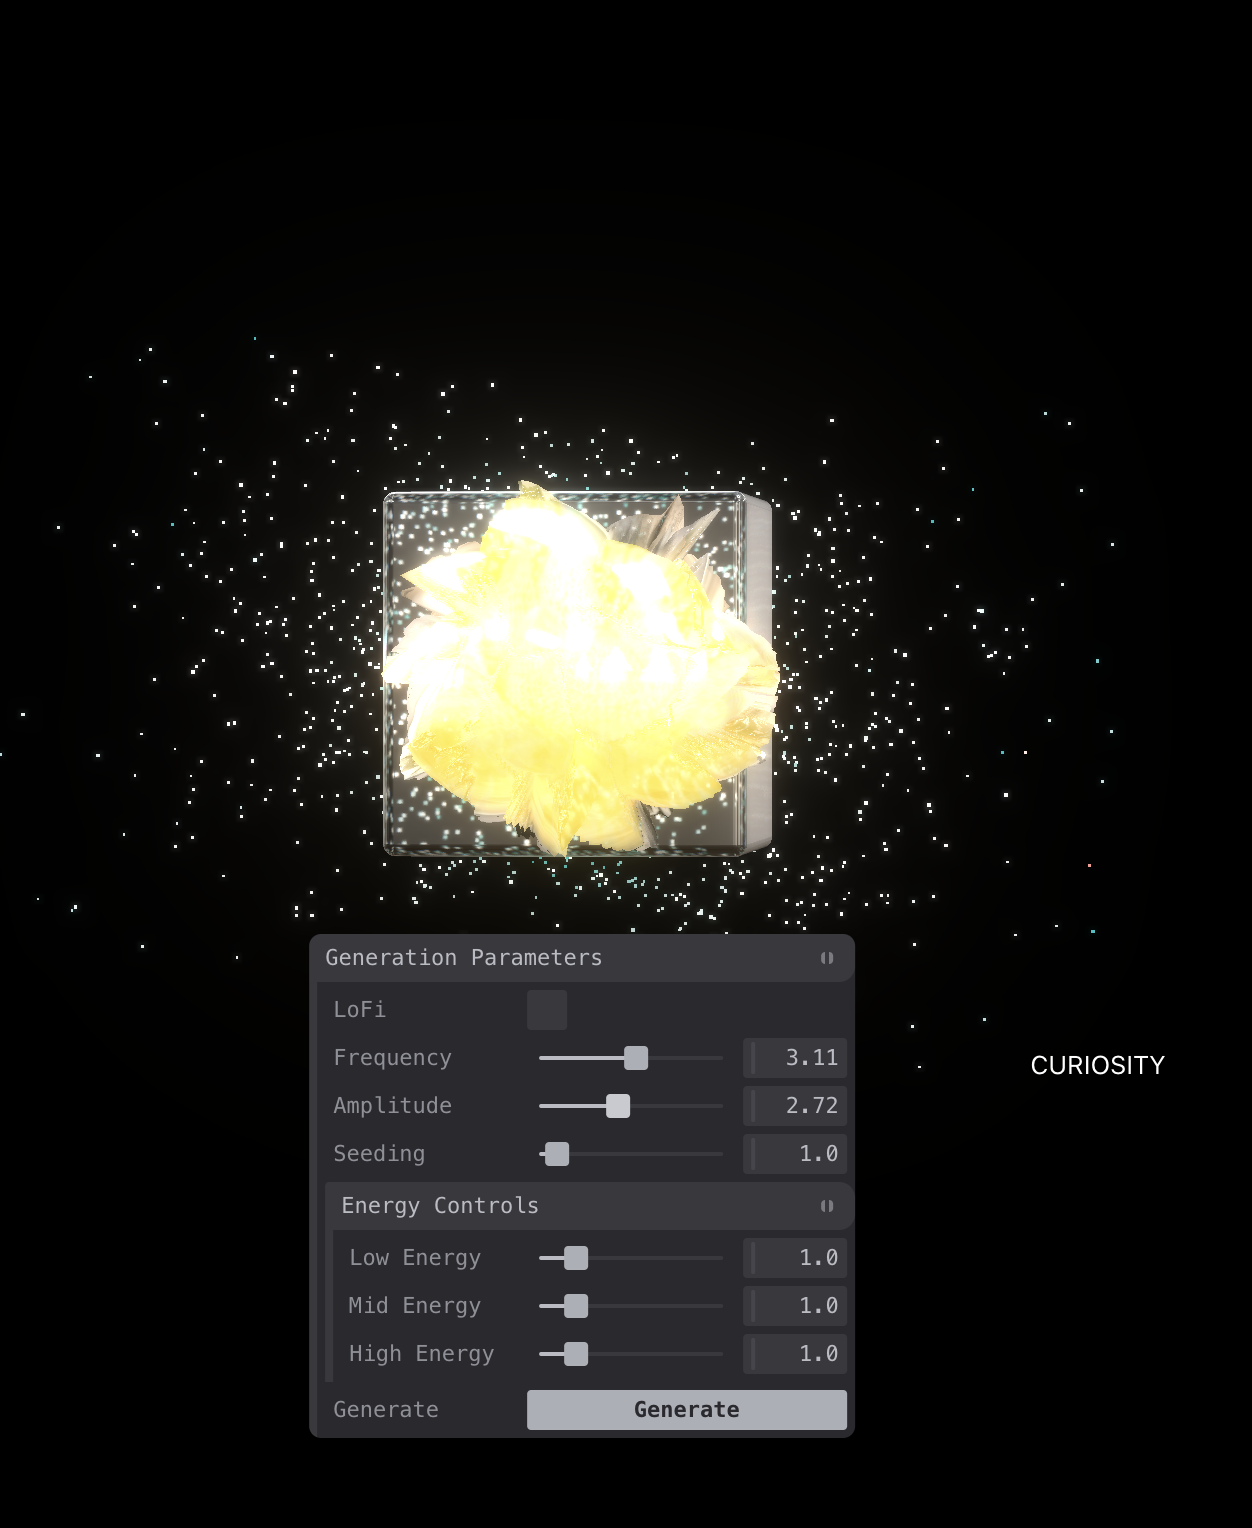 Generation Parameters
LoFi
Frequency 3.11
CURIOSITY
Amplitude 2.72
Seeding 1.0
Energy Controls
Low Energy 1.0
Mid Energy 1.0
High Energy 1.0
Generate Generate